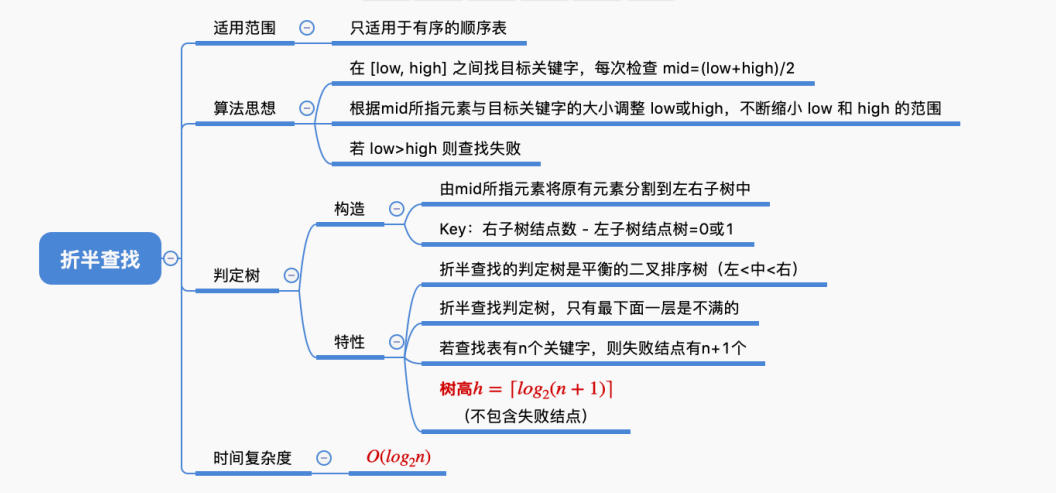 折半查找
适用范围
只适用于有序的顺序表
算法思想
在 [low, high] 之间找目标关键字，每次检查 mid=(low+high)/2
根据mid所指元素与目标关键字的大小调整 low或high，不断缩小 low 和 high 的范围
若 low>high 则查找失败
判定树
构造
由mid所指元素将原有元素分割到左右子树中
Key：右子树结点数 - 左子树结点树=0或1
特性
折半查找的判定树是平衡的二叉排序树（左<中<右）
折半查找判定树，只有最下面一层是不满的
若查找表有n个关键字，则失败结点有n+1个
树高h = ⌈log₂(n + 1)⌉
（不包含失败结点）
时间复杂度
O(log₂n)